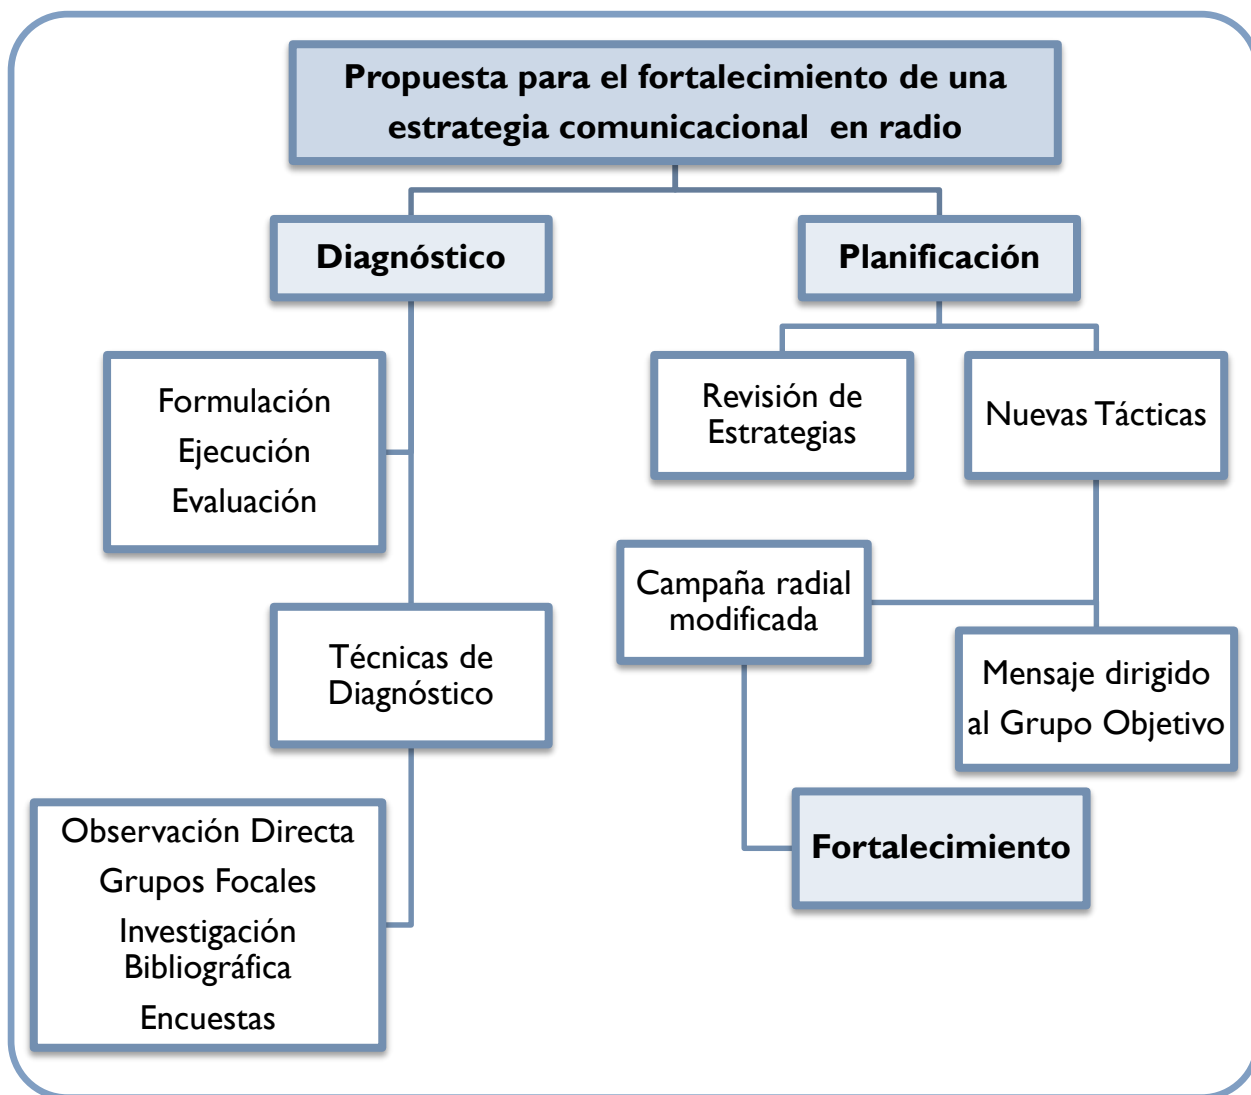 Propuesta para el fortalecimiento de una
estrategia comunicacional en radio
Diagnóstico
Planificación
Formulación
Ejecución
Evaluación
Revisión de
Estrategias
Nuevas Tácticas
Técnicas de
Diagnóstico
Campaña radial
modificada
Mensaje dirigido
al Grupo Objetivo
Observación Directa
Grupos Focales
Investigación
Bibliográfica
Encuestas
Fortalecimiento